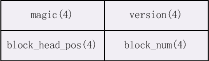 magic(4) version(4)
block_head_pos(4) block_num(4)